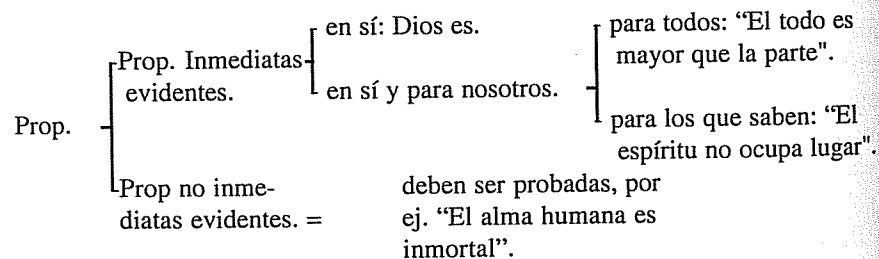 en sí: Dios es.
para todos: “El todo es
mayor que la parte".
Prop. Inmediatas
evidentes.
en sí y para nosotros.
para los que saben: “El
espíritu no ocupa lugar".
Prop.
Prop no inme-
diatas evidentes. =
deben ser probadas, por
ej. “El alma humana es
inmortal”.